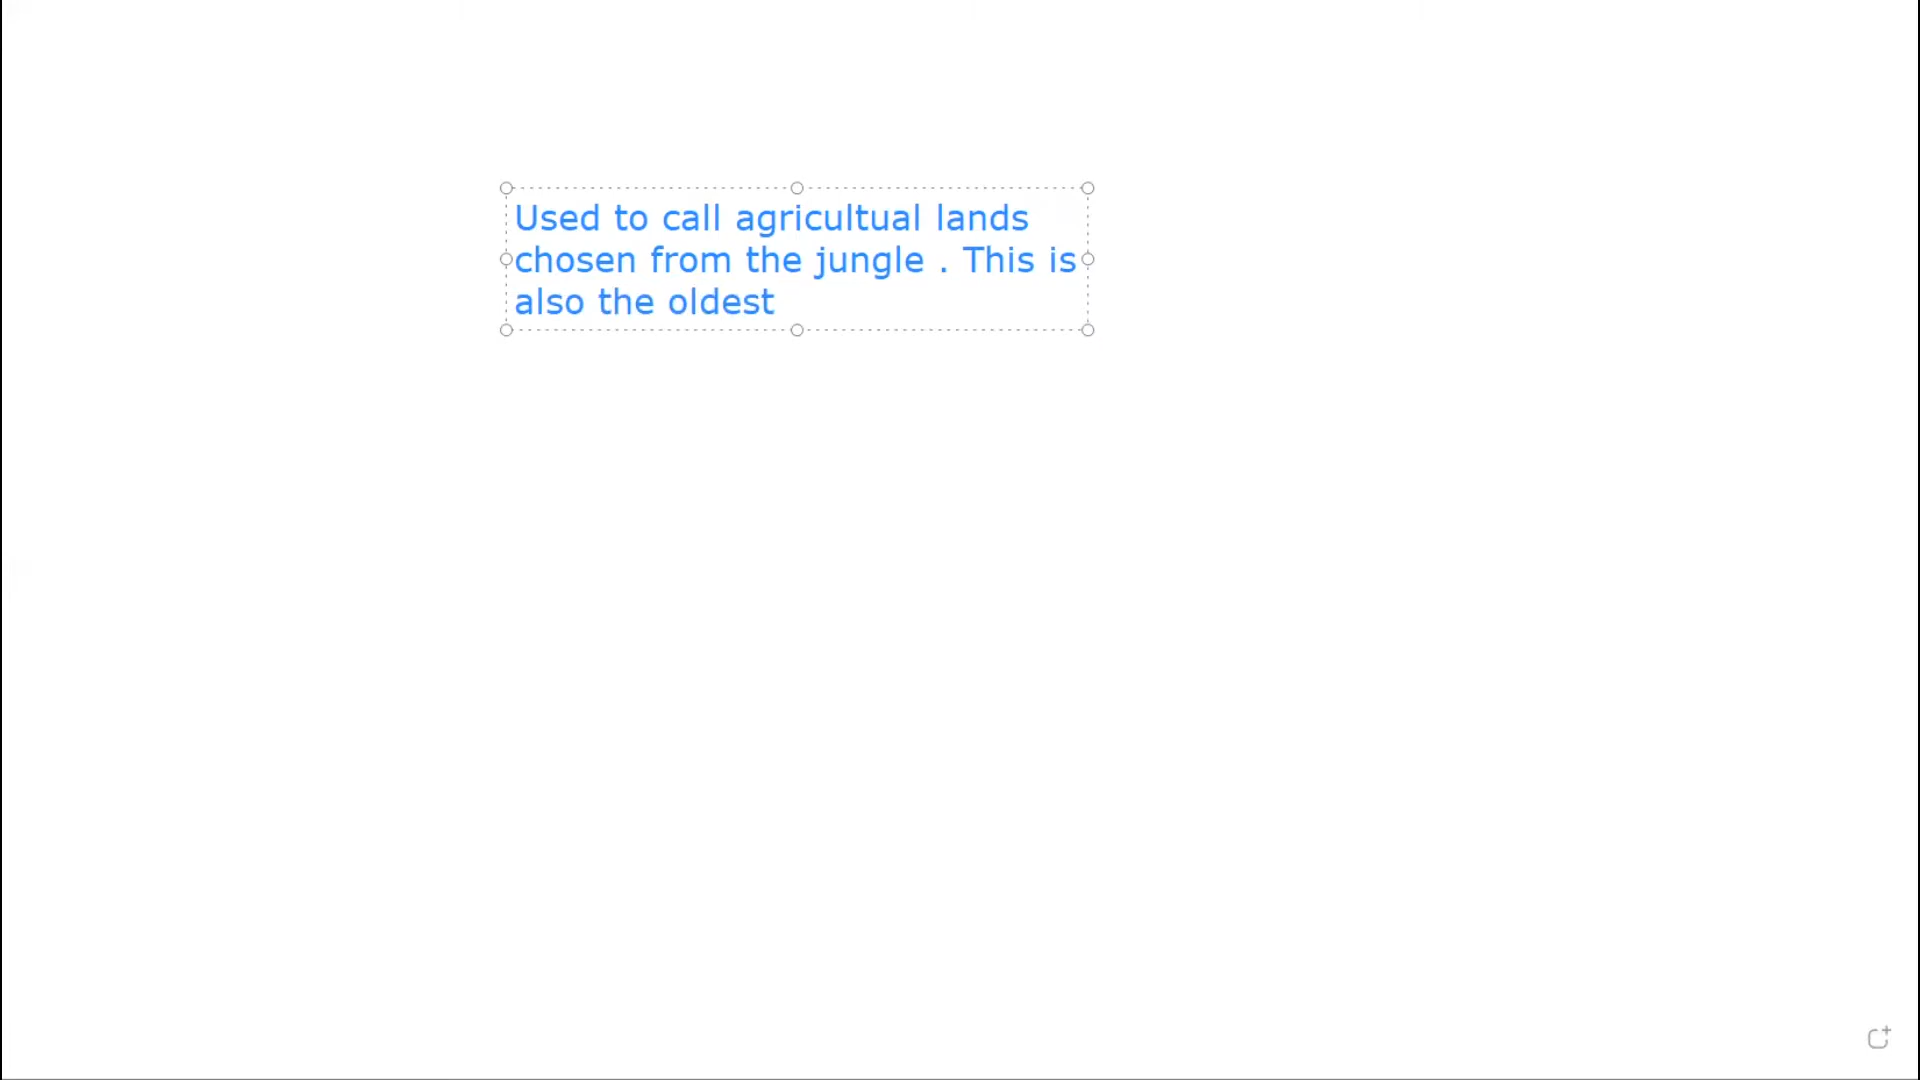 Used to call agricultual lands
chosen from the jungle . This is
also the oldest